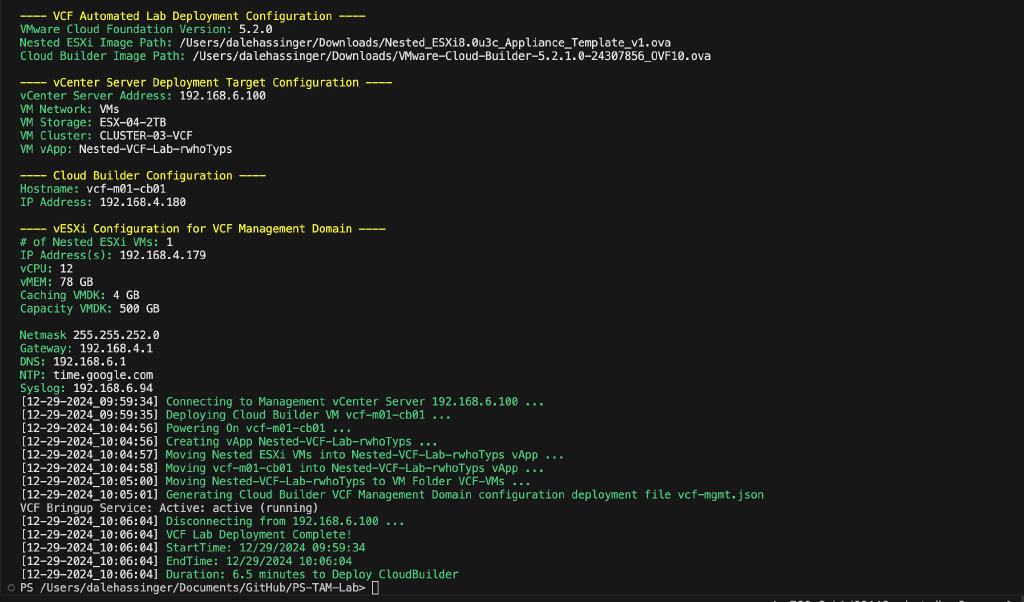 ---- VCF Automated Lab Deployment Configuration ----
VMware Cloud Foundation Version: 5.2.0
Nested ESXi Image Path: /Users/dalehassinger/Downloads/Nested_ESXi8.0u3c_Appliance_Template_v1.ova
Cloud Builder Image Path: /Users/dalehassinger/Downloads/VMware-Cloud-Builder-5.2.1.0-24307856_OVF10.ova
---- vCenter Server Deployment Target Configuration ----
vCenter Server Address: 192.168.6.100
VM Network: VMs
VM Storage: ESX-04-2TB
VM Cluster: CLUSTER-03-VCF
VM vApp: Nested-VCF-Lab-rwhoTyps
---- Cloud Builder Configuration ----
Hostname: vcf-m01-cb01
IP Address: 192.168.4.180
---- vESXi Configuration for VCF Management Domain ----
# of Nested ESXi VMs: 1
IP Address(s): 192.168.4.179
vCPU: 12
vMEM: 78 GB
Caching VMDK: 4 GB
Capacity VMDK: 500 GB
Netmask 255.255.252.0
Gateway: 192.168.4.1
DNS: 192.168.6.1
NTP: time.google.com
Syslog: 192.168.6.94
[12-29-2024_09:59:34] Connecting to Management vCenter Server 192.168.6.100 ...
[12-29-2024_09:59:35] Deploying Cloud Builder VM vcf-m01-cb01 ...
[12-29-2024_10:04:56] Powering On vcf-m01-cb01 ...
[12-29-2024_10:04:56] Creating vApp Nested-VCF-Lab-rwhoTyps ...
[12-29-2024_10:04:57] Moving Nested ESXi VMs into Nested-VCF-Lab-rwhoTyps vApp ...
[12-29-2024_10:04:58] Moving vcf-m01-cb01 into Nested-VCF-Lab-rwhoTyps vApp ...
[12-29-2024_10:05:00] Moving Nested-VCF-Lab-rwhoTyps to VM Folder VCF-VMs ...
[12-29-2024_10:05:01] Generating Cloud Builder VCF Management Domain configuration deployment file vcf-mgmt.json
VCF Bringup Service: Active: active (running)
[12-29-2024_10:06:04] Disconnecting from 192.168.6.100 ...
[12-29-2024_10:06:04] VCF Lab Deployment Complete!
[12-29-2024_10:06:04] StartTime: 12/29/2024 09:59:34
[12-29-2024_10:06:04] EndTime: 12/29/2024 10:06:04
[12-29-2024_10:06:04] Duration: 6.5 minutes to Deploy CloudBuilder
PS /Users/dalehassinger/Documents/GitHub/PS-TAM-Lab>